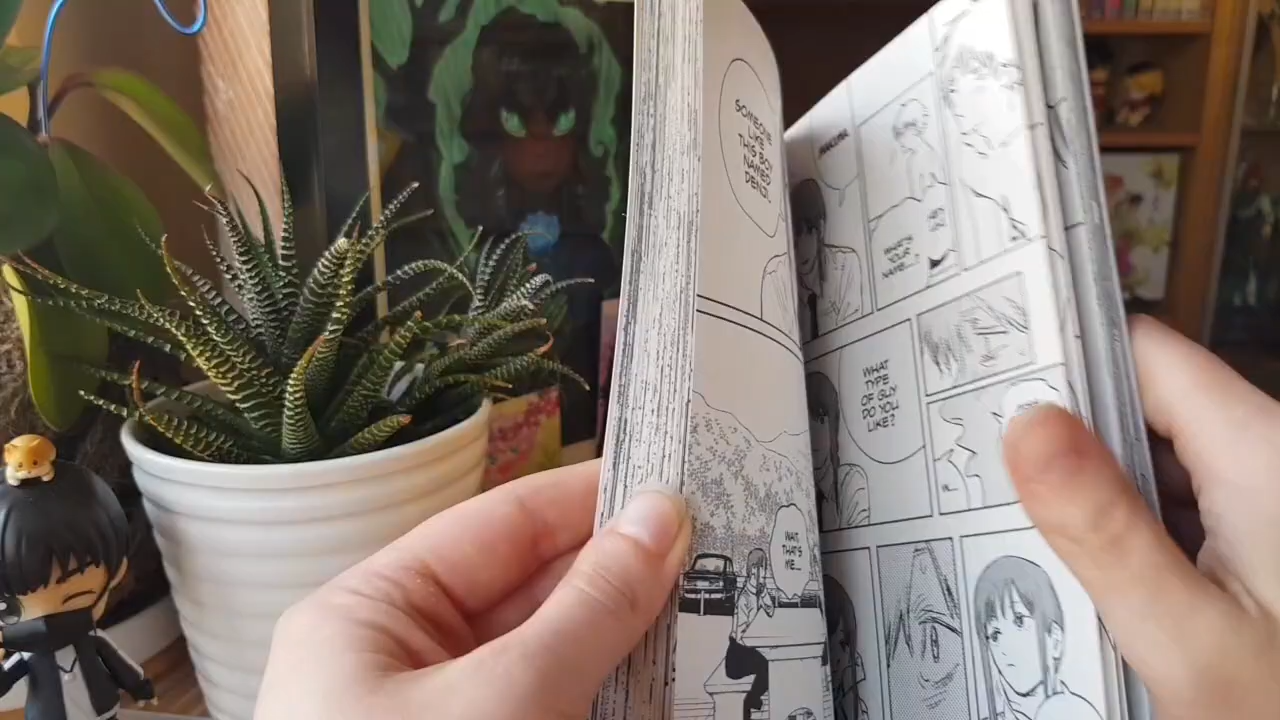 SOMEONE
LIKE
THIS BOY
NAMED
DENJI.
WAIT,
THAT'S
ME...
WHAT'S
YOUR
NAME...?
WHAT
TYPE
OF GUY
DO YOU
LIKE?